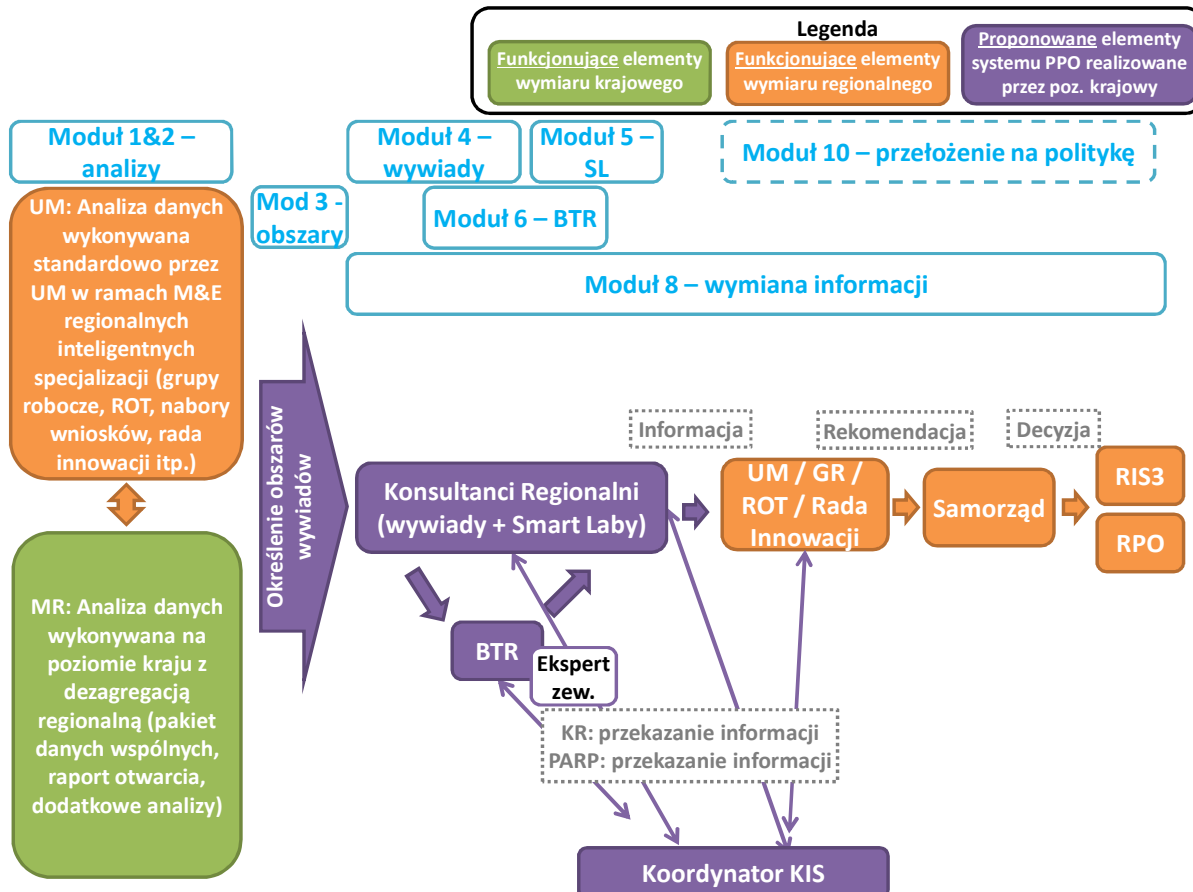 Legenda
Funkcjonujące elementy
wymiaru krajowego
Funkcjonujące elementy
wymiaru regionalnego
Proponowane elementy
systemu PPO realizowane
przez poz. krajowy
Moduł 1&2 –
analizy
Moduł 4 –
wywiady
Moduł 5 –
SL
Moduł 10 – przełożenie na politykę
Mod 3 -
obszary
Moduł 6 – BTR
Moduł 8 – wymiana informacji
UM: Analiza danych
wykonywana
standardowo przez
UM w ramach M&E
regionalnych
inteligentnych
specjalizacji (grupy
robocze, ROT, nabory
wniosków, rada
innowacji itp.)
MR: Analiza danych
wykonywana na
poziomie kraju z
dezagregacją
regionalną (pakiet
danych wspólnych,
raport otwarcia,
dodatkowe analizy)
Określenie obszarów
wywiadów
Informacja
Rekomendacja
Decyzja
Konsultanci Regionalni
(wywiady + Smart Laby)
UM / GR /
ROT / Rada
Innowacji
Samorząd
RIS3
RPO
BTR
Ekspert
zew.
KR: przekazanie informacji
PARP: przekazanie informacji
Koordynator KIS